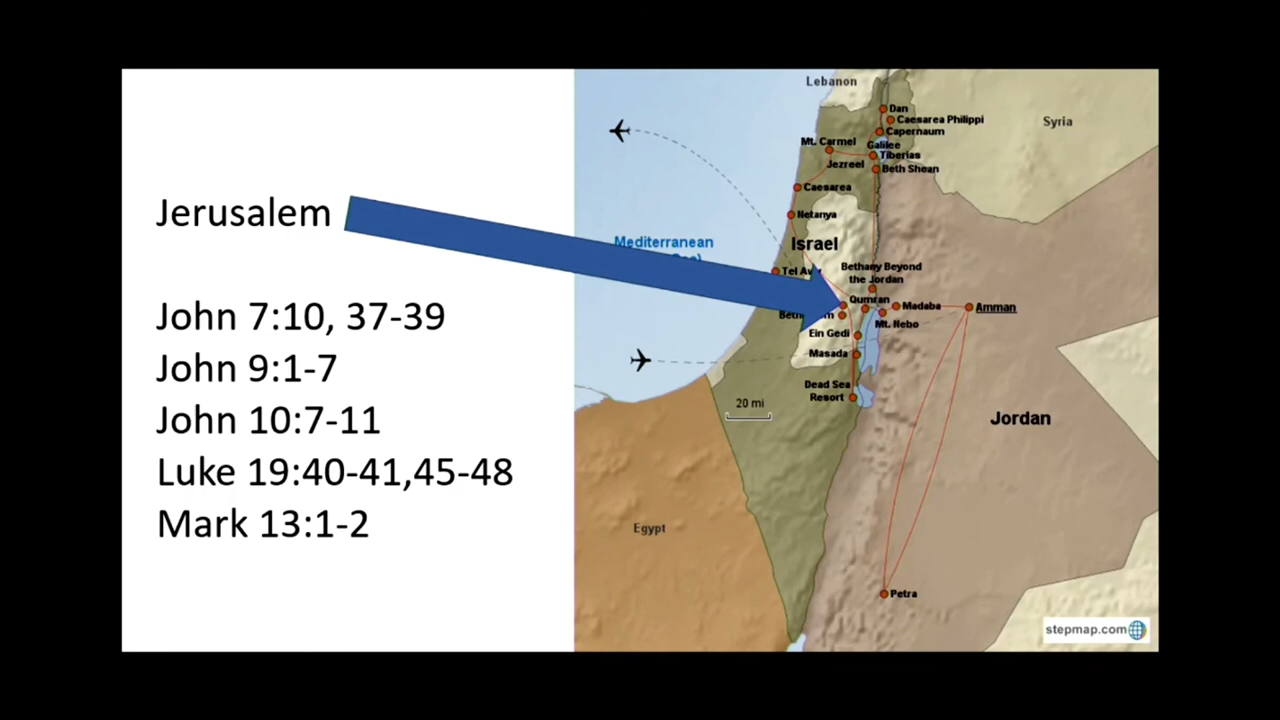 Jerusalem
John 7:10, 37-39
John 9:1-7
John 10:7-11
Luke 19:40-41,45-48
Mark 13:1-2
Lebanon
Syria
Dan
Caesarea Philippi
Capernaum
Mt. Carmel
Galilee
Tiberias
Jezreel
Beth Shean
Caesarea
Netanya
Mediterranean
Israel
Tel
Bethany Beyond
the Jordan
Qumran
Madaba
Amman
Mt. Nebo
Ein Gedi
Masada
Dead Sea
Resort
20 mi
Jordan
Egypt
Petra
stepmap.com